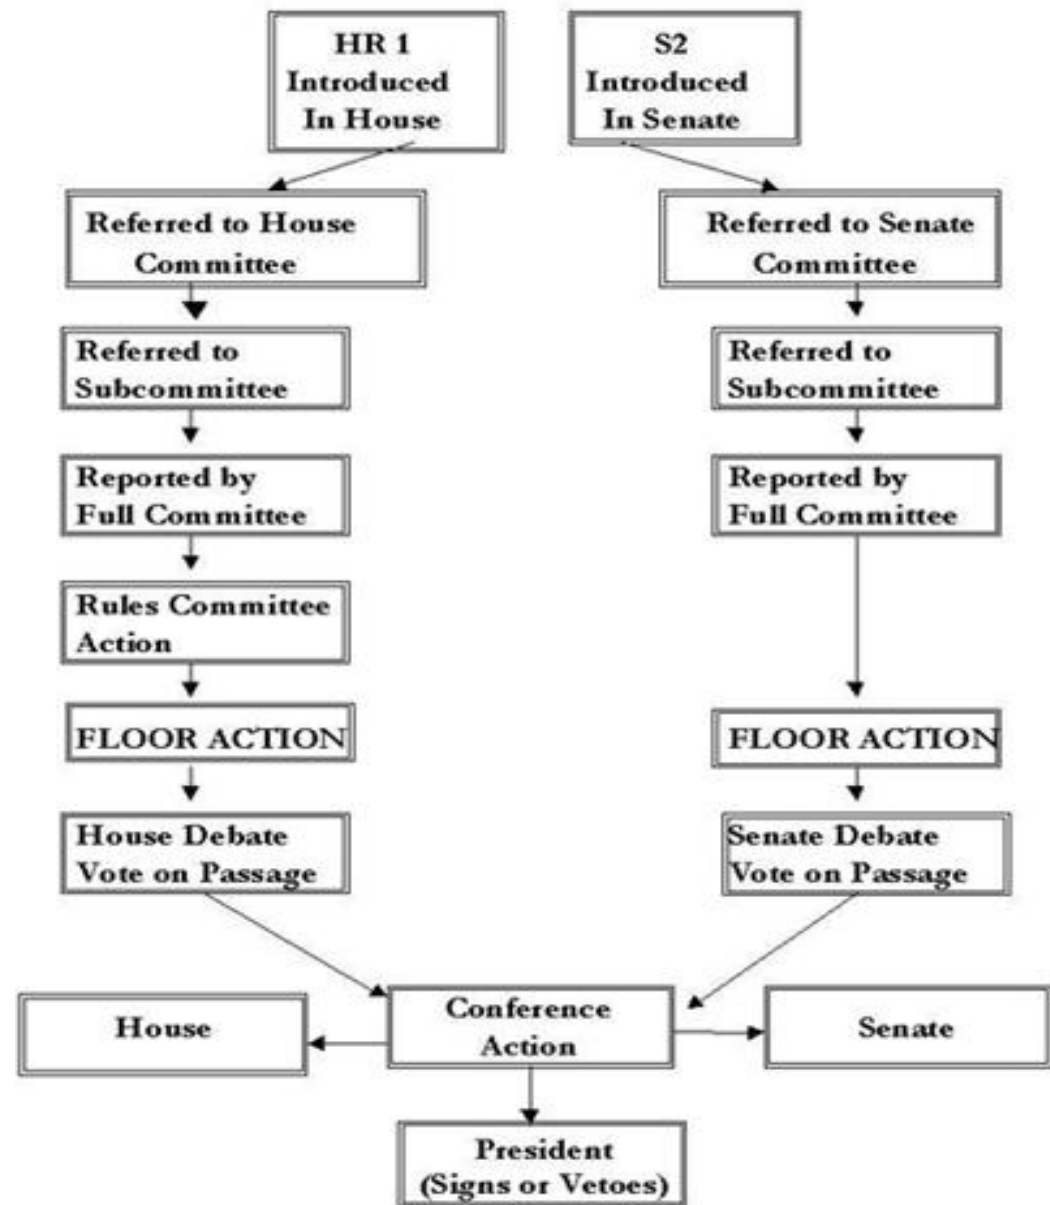 HR 1
Introduced
In House
S2
Introduced
In Senate
Referred to House
Committee
Referred to Senate
Committee
Referred to
Subcommittee
Referred to
Subcommittee
Reported by
Full Committee
Reported by
Full Committee
Rules Committee
Action
FLOOR ACTION
FLOOR ACTION
House Debate
Vote on Passage
Senate Debate
Vote on Passage
House
Conference
Action
Senate
President
(Signs or Vetoes)